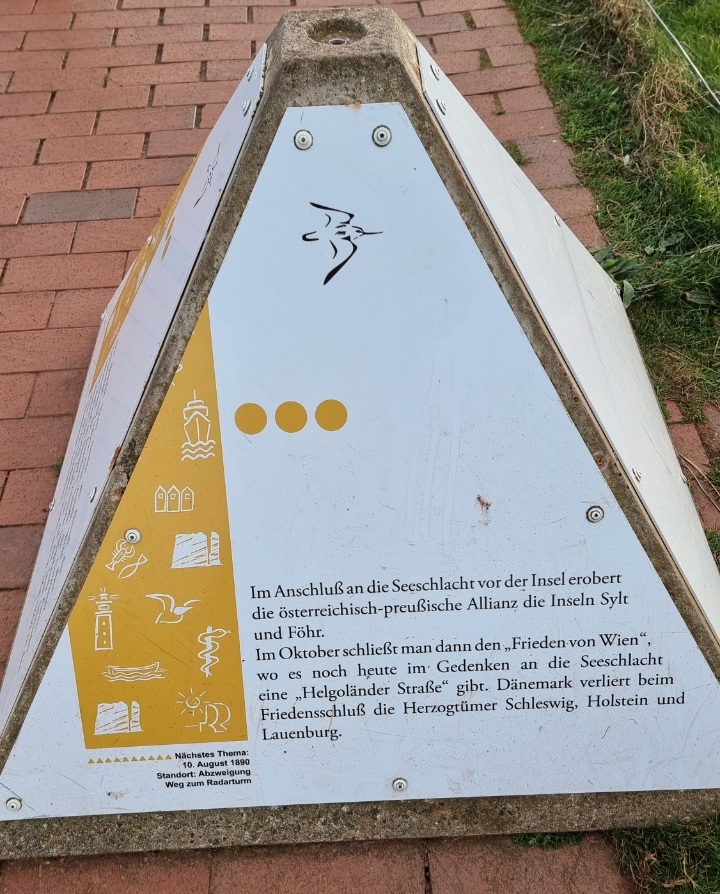 Im Anschluß an die Seeschlacht vor der Insel erobert
die österreichisch-preußische Allianz die Inseln Sylt
und Föhr.
Im Oktober schließt man dann den „Frieden von Wien“,
wo es noch heute im Gedenken an die Seeschlacht
eine „Helgoländer Straße“ gibt. Dänemark verliert beim
Friedensschluß die Herzogtümer Schleswig, Holstein und
Lauenburg.
Nächstes Thema:
10. August 1890
Standort: Abzweigung
Weg zum Radarturm